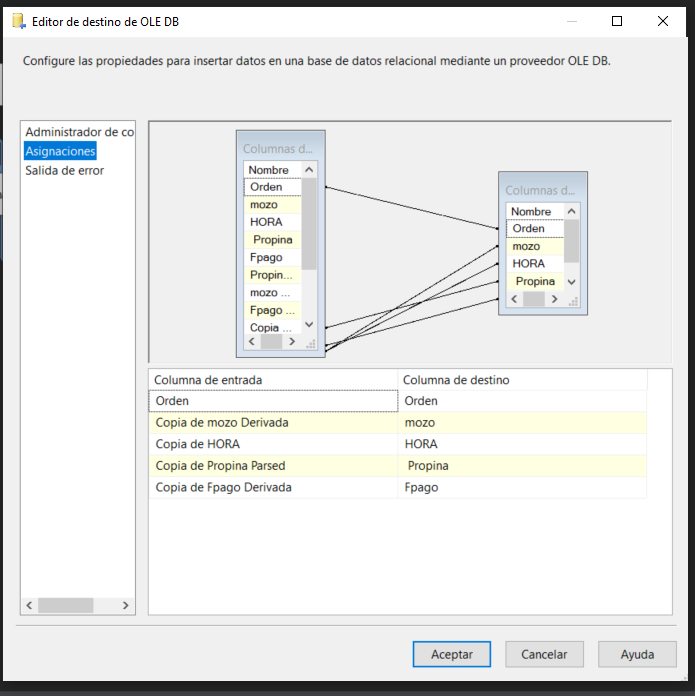 Editor de destino de OLE DB
Configure las propiedades para insertar datos en una base de datos relacional mediante un proveedor OLE DB.
Administrador de co
Asignaciones
Salida de error
Columnas d...
Nombre
Orden
mozo
HORA
Propina
Fpago
Propin...
mozo ...
Fpago ...
Copia ...
Columnas d...
Nombre
Orden
mozo
HORA
Propina
Columna de entrada Columna de destino
Orden Orden
Copia de mozo Derivada mozo
Copia de HORA HORA
Copia de Propina Parsed Propina
Copia de Fpago Derivada Fpago
Aceptar Cancelar Ayuda